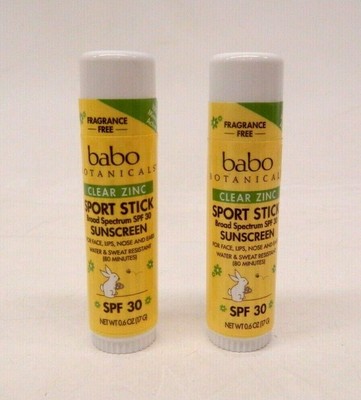 FRAGRANCE
FREE
babo
BOTANICALS
CLEAR ZINC
SPORT STICK
Broad Spectrum SPF 30
SUNSCREEN
FOR FACE, LIPS, NOSE AND EARS
WATER & SWEAT RESISTANT
(80 MINUTES)
SPF 30
NET WT 0.6 OZ (17 G)
FRAGRANCE
FREE
babo
BOTANICALS
CLEAR ZINC
SPORT STICK
Broad Spectrum SPF 30
SUNSCREEN
FOR FACE, LIPS, NOSE AND EARS
WATER & SWEAT RESISTANT
(80 MINUTES)
SPF 30
NET WT 0.6 OZ (17 G)